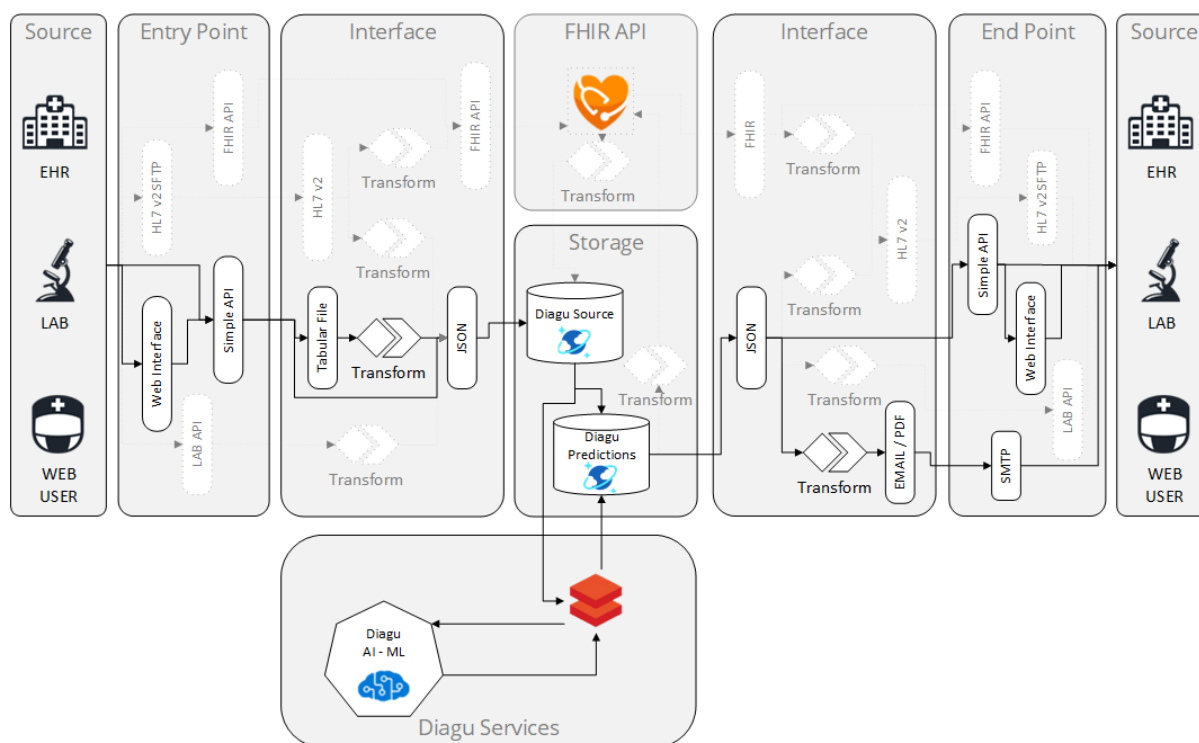 Source
Entry Point
Interface
FHIR API
Interface
End Point
Source
EHR
LAB
WEB
USER
FHIR API
HL7 v2SFTP
Simple API
Web Interface
LAB API
HL7 v2
Transform
FHIR API
Transform
Tabular File
Transform
JSON
Transform
Transform
Storage
Diagu Source
Transform
Diagu
Predictions
FHIR
Transform
HL7 v2
Transform
JSON
Transform
Transform
EMAIL / PDF
FHIR API
HL7 v2SFTP
Simple API
Web Interface
LAB API
SMTP
EHR
LAB
WEB
USER
Diagu
AI - ML
Diagu Services